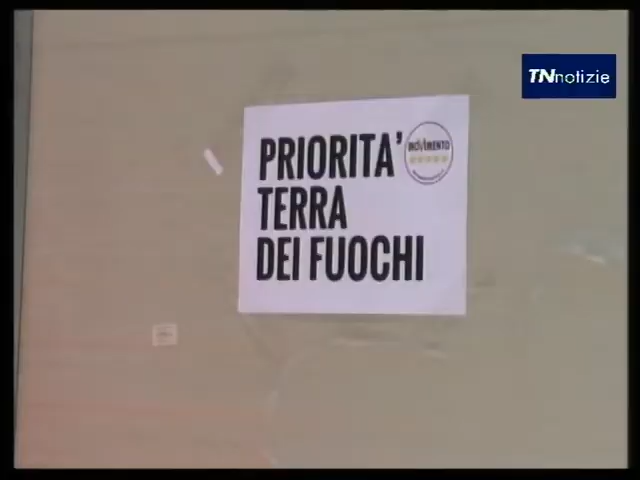 TNnotizie
PRIORITA'
MOVIMENTO
TERRA
DEI FUOCHI